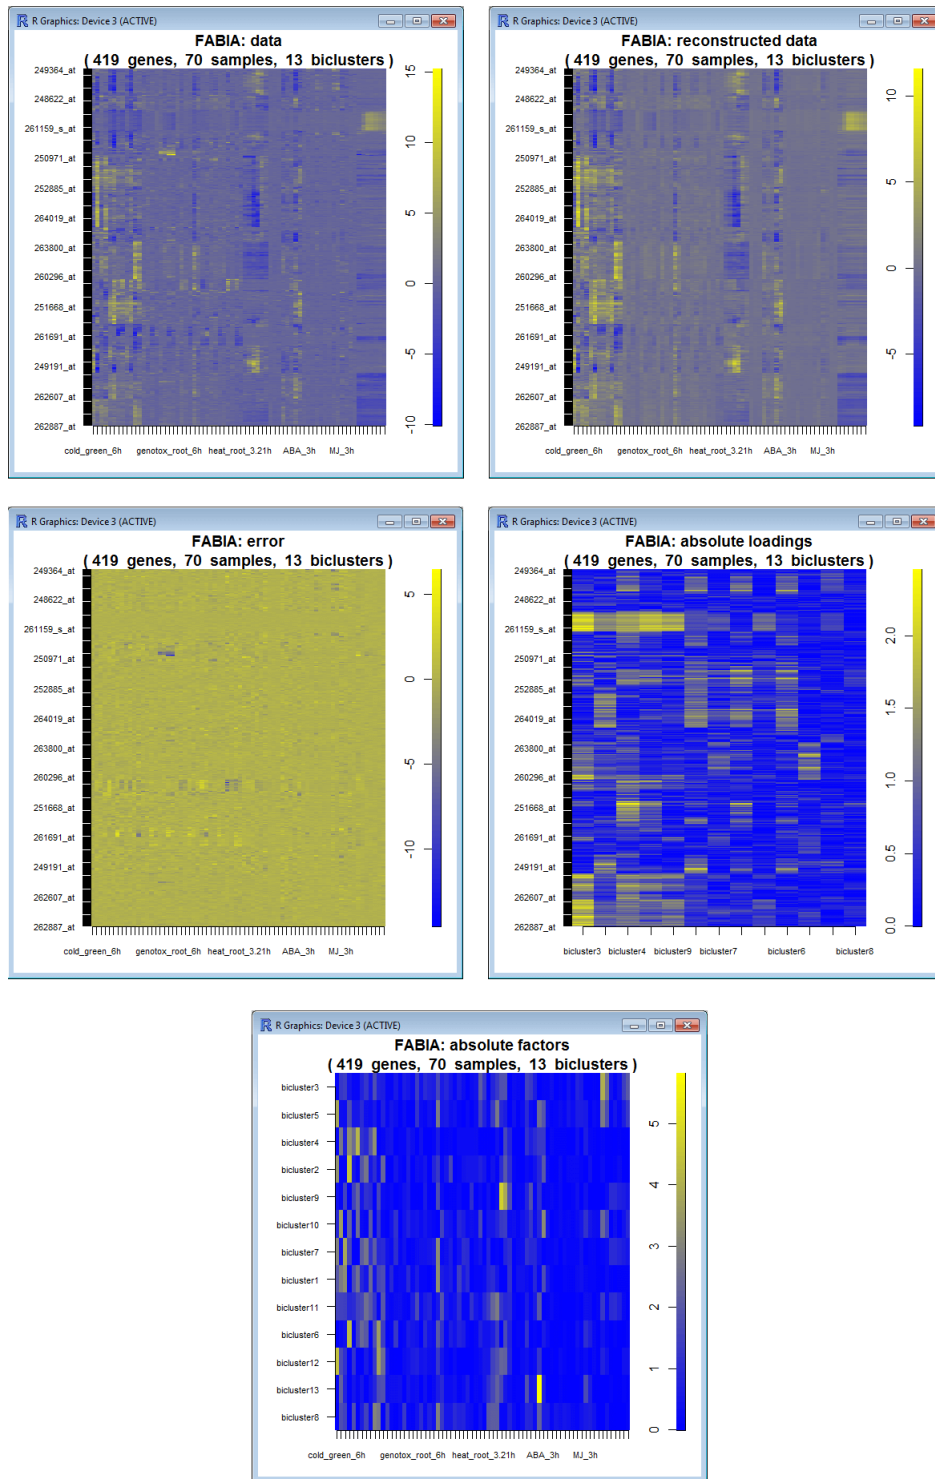 R Graphics: Device 3 (ACTIVE)
FABIA: data
( 419 genes, 70 samples, 13 biclusters )
249364_at
248622_at
261159_s_at
250971_at
252885_at
264019_at
263800_at
260296_at
251668_at
261691_at
249191_at
262607_at
262887_at
cold_green_6h genotox_root_6h heat_root_3.21h ABA_3h MJ_3h
15
10
5
0
-5
-10
R Graphics: Device 3 (ACTIVE)
FABIA: reconstructed data
( 419 genes, 70 samples, 13 biclusters )
249364_at
248622_at
261159_s_at
250971_at
252885_at
264019_at
263800_at
260296_at
251668_at
261691_at
249191_at
262607_at
262887_at
cold_green_6h genotox_root_6h heat_root_3.21h ABA_3h MJ_3h
10
5
0
-5
R Graphics: Device 3 (ACTIVE)
FABIA: error
( 419 genes, 70 samples, 13 biclusters )
249364_at
248622_at
261159_s_at
250971_at
252885_at
264019_at
263800_at
260296_at
251668_at
261691_at
249191_at
262607_at
262887_at
cold_green_6h genotox_root_6h heat_root_3.21h ABA_3h MJ_3h
5
0
-5
-10
R Graphics: Device 3 (ACTIVE)
FABIA: absolute loadings
( 419 genes, 70 samples, 13 biclusters )
249364_at
248622_at
261159_s_at
250971_at
252885_at
264019_at
263800_at
260296_at
251668_at
261691_at
249191_at
262607_at
262887_at
bicluster3 bicluster4 bicluster9 bicluster7 bicluster6 bicluster8
2.0
1.5
1.0
0.5
0.0
R Graphics: Device 3 (ACTIVE)
FABIA: absolute factors
( 419 genes, 70 samples, 13 biclusters )
bicluster3
bicluster5
bicluster4
bicluster2
bicluster9
bicluster10
bicluster7
bicluster1
bicluster11
bicluster6
bicluster12
bicluster13
bicluster8
cold_green_6h genotox_root_6h heat_root_3.21h ABA_3h MJ_3h
5
4
3
2
1
0